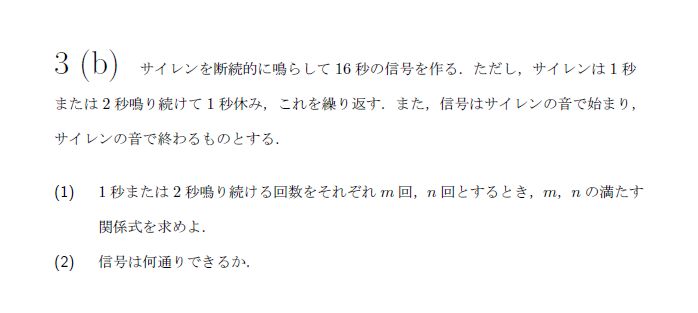 3 (b) サイレンを断続的に鳴らして 16 秒の信号を作る．ただし，サイレンは 1 秒
または 2 秒鳴り続けて 1 秒休み，これを繰り返す．また，信号はサイレンの音で始まり，
サイレンの音で終わるものとする．
(1) 1 秒または 2 秒鳴り続ける回数をそれぞれ m 回，n 回とするとき，m，n の満たす
関係式を求めよ．
(2) 信号は何通りできるか．